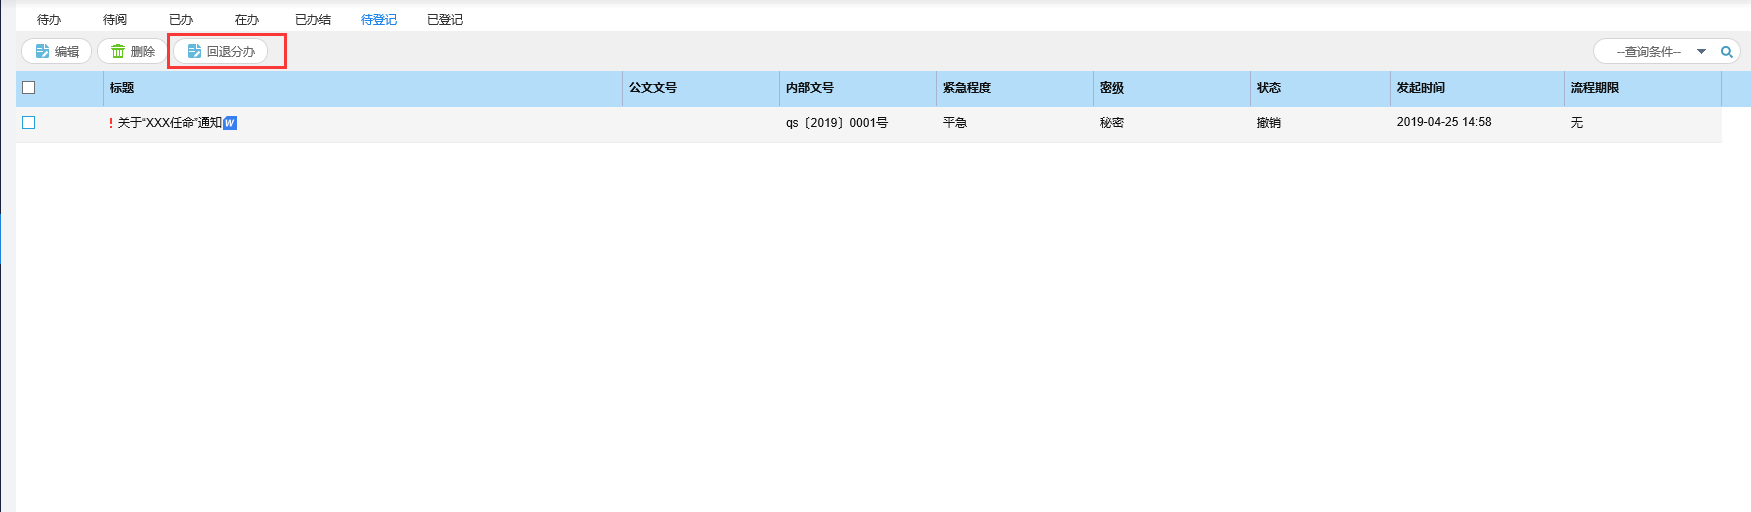 待办 待阅 已办 在办 已办结 待登记 已登记
编辑 删除 回退分办 --查询条件--
标题 公文文号 内部文号 紧急程度 密级 状态 发起时间 流程期限
! 关于“XXX任命”通知 W qs〔2019〕0001号 平急 秘密 撤销 2019-04-25 14:58 无